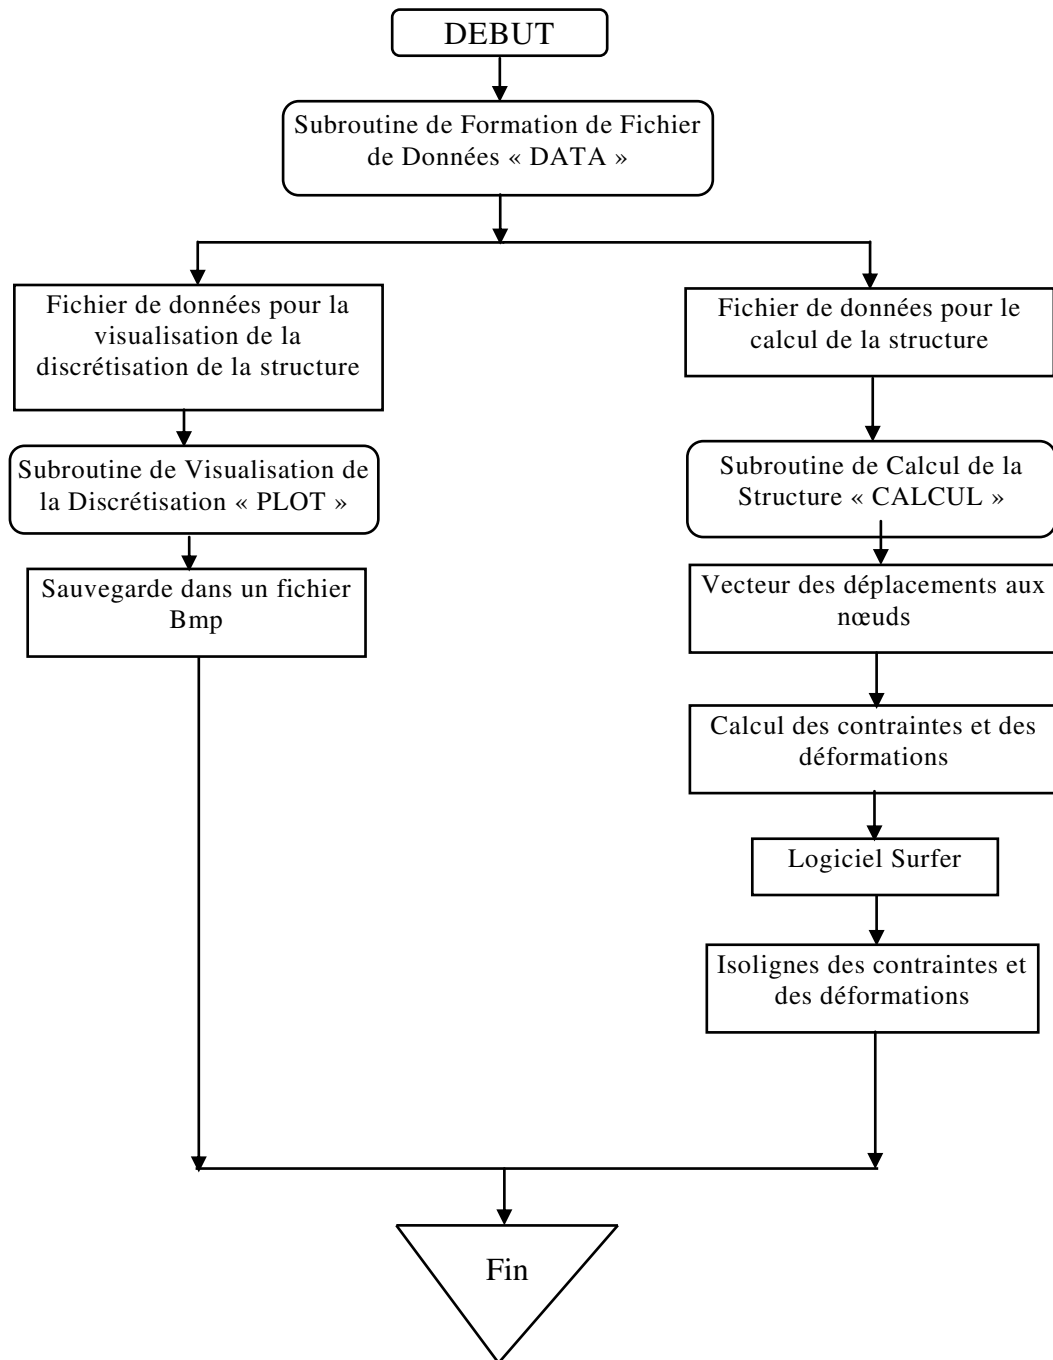 DEBUT
Subroutine de Formation de Fichier
de Données « DATA »
Fichier de données pour la
visualisation de la
discrétisation de la structure
Subroutine de Visualisation de
la Discrétisation « PLOT »
Sauvegarde dans un fichier
Bmp
Fichier de données pour le
calcul de la structure
Subroutine de Calcul de la
Structure « CALCUL »
Vecteur des déplacements aux
nœuds
Calcul des contraintes et des
déformations
Logiciel Surfer
Isolignes des contraintes et
des déformations
Fin